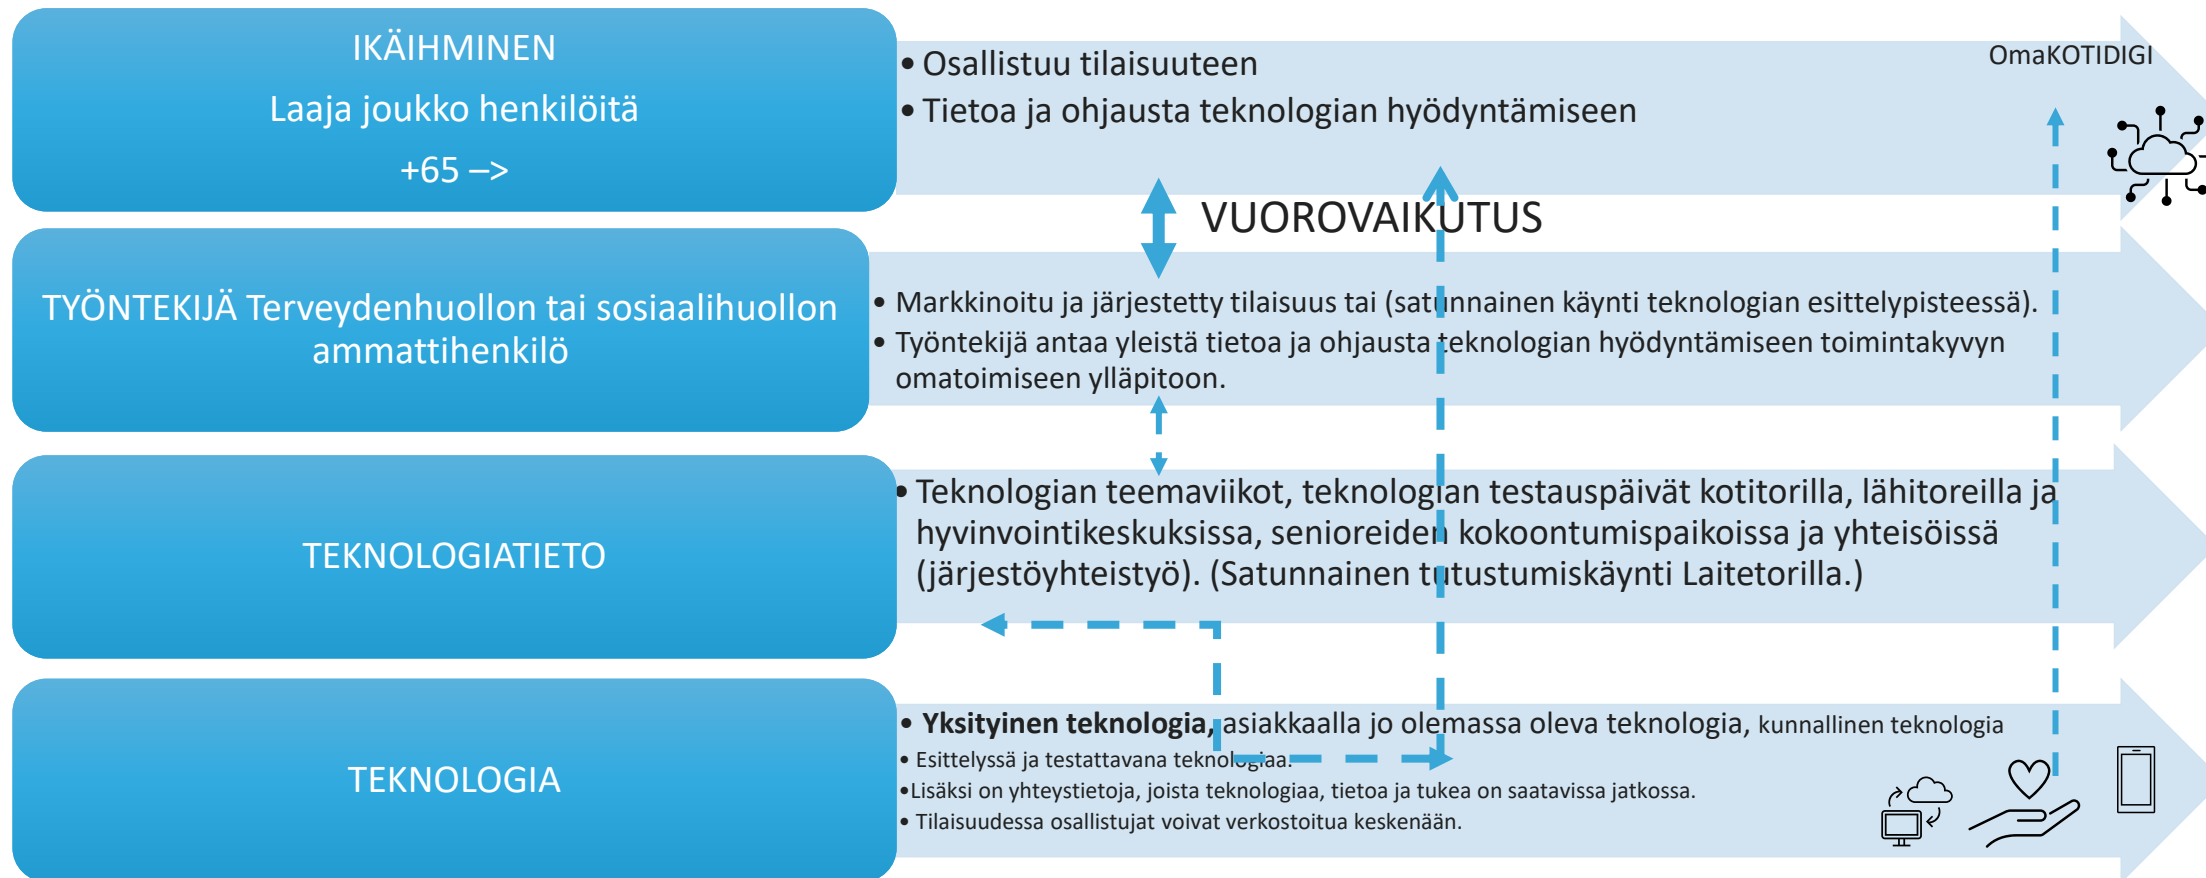 IKÄIHMINEN
Laaja joukko henkilöitä
+65 –>
• Osallistuu tilaisuuteen
• Tietoa ja ohjausta teknologian hyödyntämiseen
OmaKOTIDIGI
VUOROVAIKUTUS
TYÖNTEKIJÄ Terveydenhuollon tai sosiaalihuollon
ammattihenkilö
• Markkinoitu ja järjestetty tilaisuus tai (satunnainen käynti teknologian esittelypisteessä).
• Työntekijä antaa yleistä tietoa ja ohjausta teknologian hyödyntämiseen toimintakyvyn
omatoimiseen ylläpitoon.
TEKNOLOGIATIETO
• Teknologian teemaviikot, teknologian testauspäivät kotitorilla, lähitoreilla ja
hyvinvointikeskuksissa, senioreiden kokoontumispaikoissa ja yhteisöissä
(järjestöyhteistyö). (Satunnainen tutustumiskäynti Laitetorilla.)
TEKNOLOGIA
• Yksityinen teknologia, asiakkaalla jo olemassa oleva teknologia, kunnallinen teknologia
• Esittelyssä ja testattavana teknologiaa.
•Lisäksi on yhteystietoja, joista teknologiaa, tietoa ja tukea on saatavissa jatkossa.
• Tilaisuudessa osallistujat voivat verkostoitua keskenään.